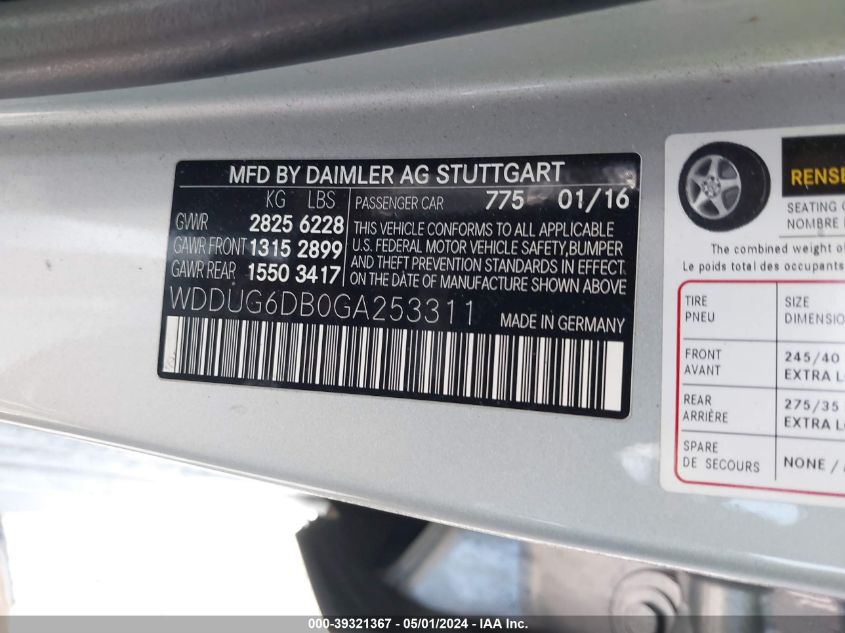 MFD BY DAIMLER AG STUTTGART
KG LBS PASSENGER CAR 775 01/16
GVWR 2825 6228
GAWR FRONT 1315 2899
GAWR REAR 1550 3417
THIS VEHICLE CONFORMS TO ALL APPLICABLE
U.S. FEDERAL MOTOR VEHICLE SAFETY,BUMPER
AND THEFT PREVENTION STANDARDS IN EFFECT
ON THE DATE OF MANUFACTURE SHOWN ABOVE
WDDUG6DB0GA253311 MADE IN GERMANY
SEATING
NOMBRE
The combined weight of
Le poids total des occupa
TIRE SIZE
PNEU
FRONT 245/40
AVANT EXTRA
REAR 275/35
ARRIÈRE EXTRA
SPARE NONE /
DE SECOURS
000-39321367 - 05/01/2024 - IAA Inc.